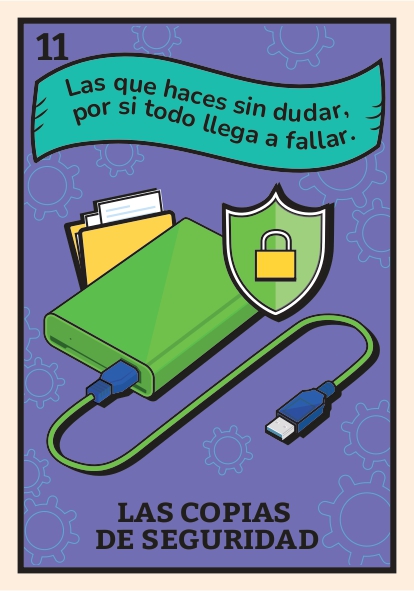 11
Las que haces sin dudar,
por si todo llega a fallar.
LAS COPIAS
DE SEGURIDAD